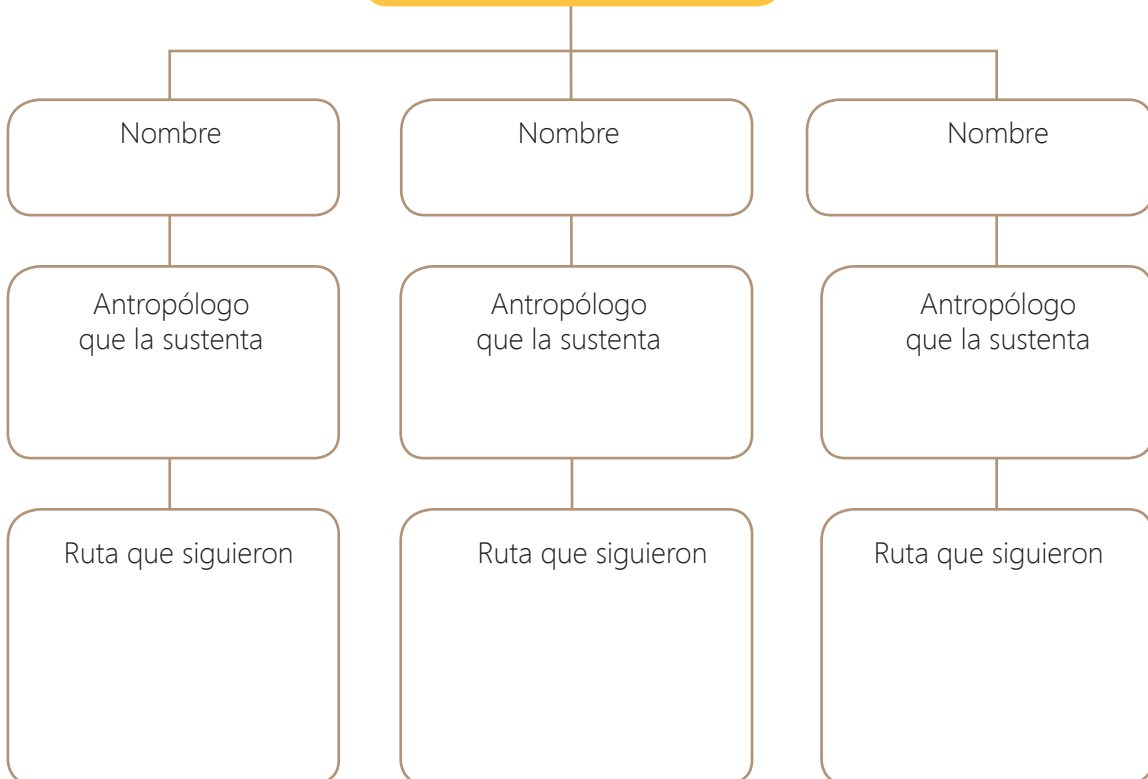 Nombre
Nombre
Nombre
Antropólogo
que la sustenta
Antropólogo
que la sustenta
Antropólogo
que la sustenta
Ruta que siguieron
Ruta que siguieron
Ruta que siguieron